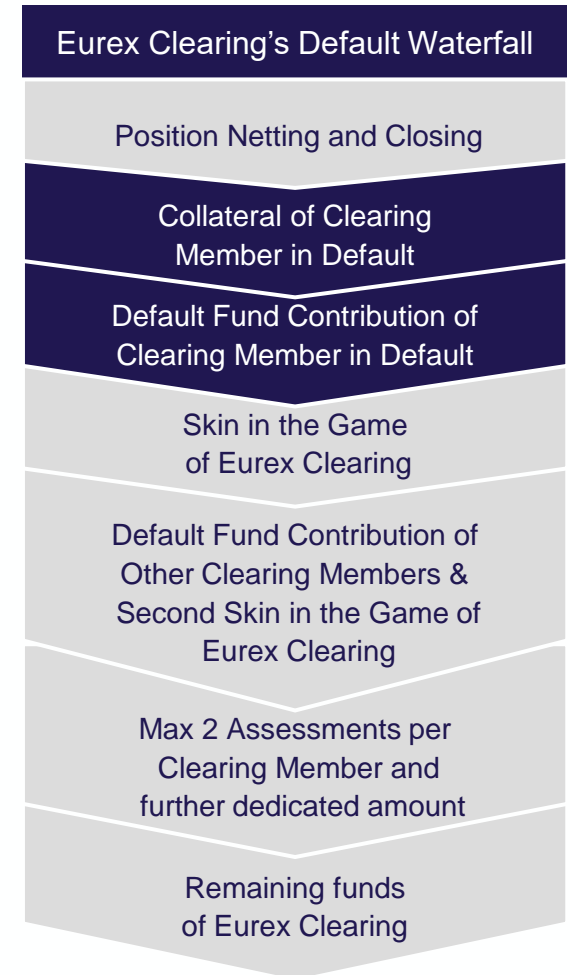 Eurex Clearing's Default Waterfall
Position Netting and Closing
Collateral of Clearing
Member in Default
Default Fund Contribution of
Clearing Member in Default
Skin in the Game
of Eurex Clearing
Default Fund Contribution of
Other Clearing Members &
Second Skin in the Game of
Eurex Clearing
Max 2 Assessments per
Clearing Member and
further dedicated amount
Remaining funds
of Eurex Clearing